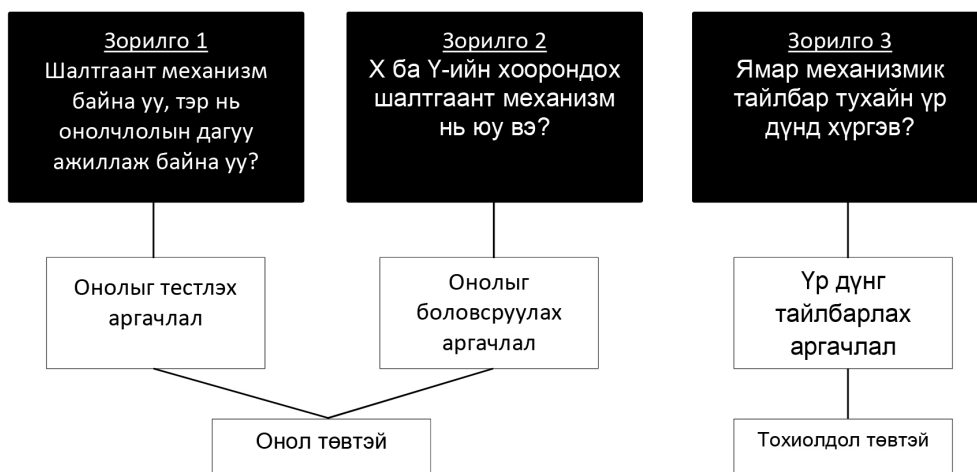 Зорилго 1
Шалтгаант механизм
байна уу, тэр нь
онолчлолын дагуу
ажиллаж байна уу?
Зорилго 2
Х ба Ү-ийн хоорондох
шалтгаант механизм
нь юу вэ?
Зорилго 3
Ямар механизмик
тайлбар тухайн үр
дүнд хүргэв?
Онолыг тестлэх
аргачлал
Онолыг
боловсруулах
аргачлал
Үр дүнг
тайлбарлах
аргачлал
Онол төвтэй
Тохиолдол төвтэй